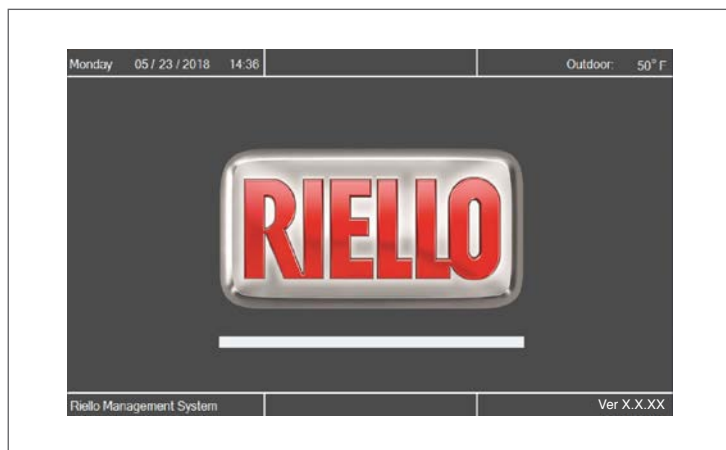 Monday 05 / 23 / 2018 14:36 Outdoor: 50° F
RIELLO
Riello Management System Ver X.X.XX